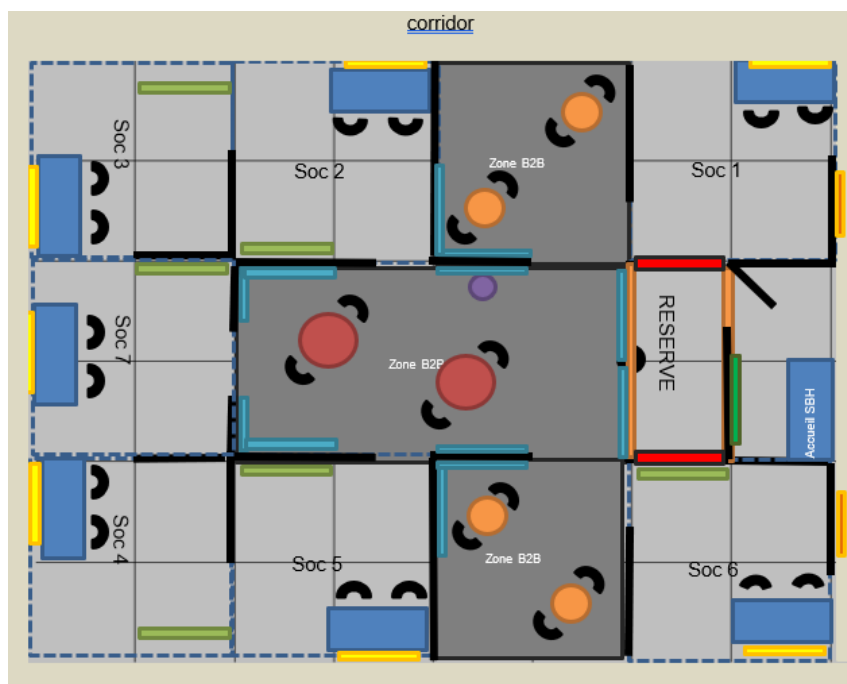 corridor
Soc 3
Soc 2
Zone B2B
Soc 1
Soc 7
Zone B2B
RESERVE
Accueil SBH
Soc 4
Soc 5
Zone B2B
Soc 6